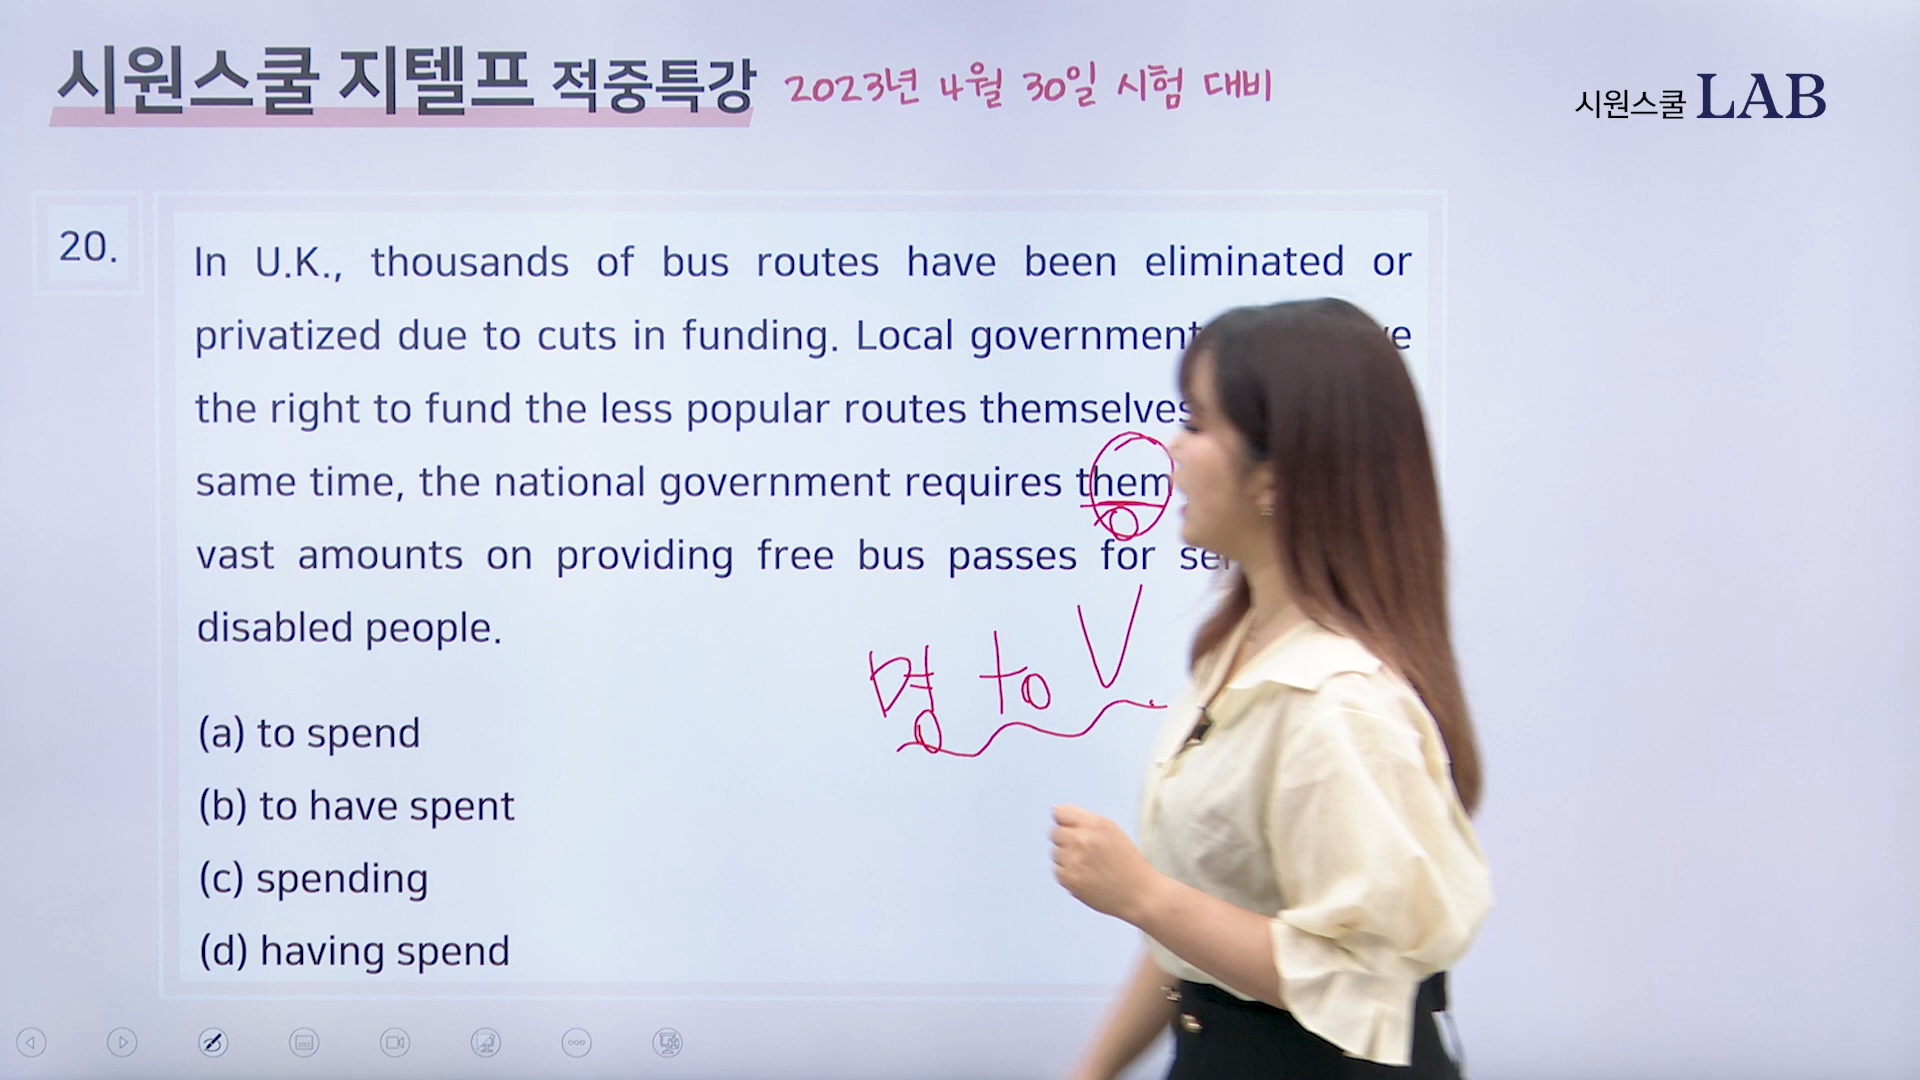 시원스쿨 지텔프 적중특강 2023년 4월 30일 시험 대비
시원스쿨 LAB
20.
In U.K., thousands of bus routes have been eliminated or
privatized due to cuts in funding. Local government
the right to fund the less popular routes themselves
same time, the national government requires them
vast amounts on providing free bus passes for
disabled people.
명 to V
(a) to spend
(b) to have spent
(c) spending
(d) having spend